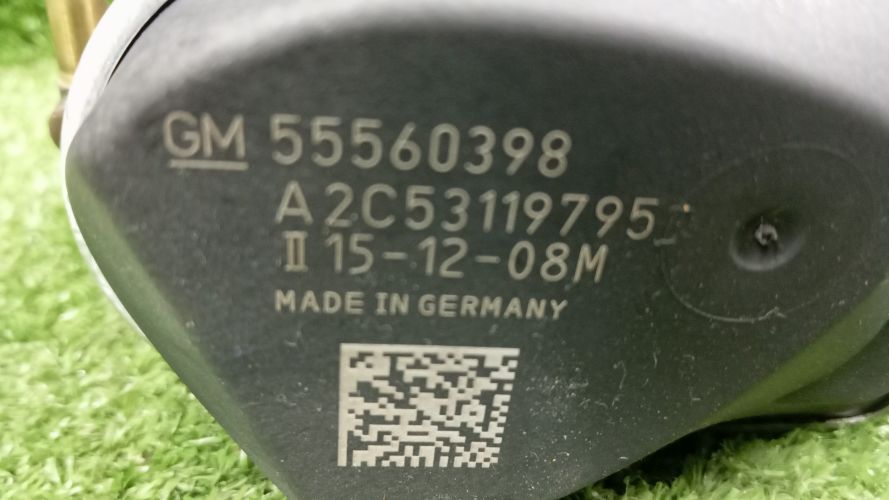 GM 55560398
A2C53119795
II 15-12-08M
MADE IN GERMANY